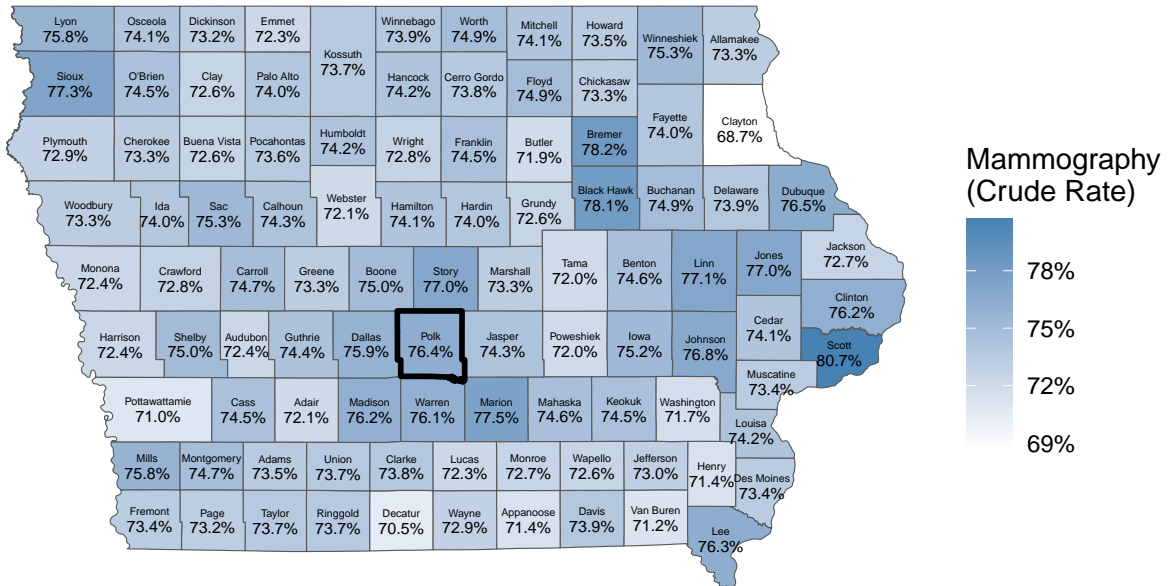 Lyon
75.8%
Osceola
74.1%
Dickinson
73.2%
Emmet
72.3%
Kossuth
73.7%
Winnebago
73.9%
Worth
74.9%
Mitchell
74.1%
Howard
73.5%
Winneshiek
75.3%
Allamakee
73.3%
Sioux
77.3%
O'Brien
74.5%
Clay
72.6%
Palo Alto
74.0%
Hancock
74.2%
Cerro Gordo
73.8%
Floyd
74.9%
Chickasaw
73.3%
Fayette
74.0%
Clayton
68.7%
Plymouth
72.9%
Cherokee
73.3%
Buena Vista
72.6%
Pocahontas
73.6%
Humboldt
74.2%
Wright
72.8%
Franklin
74.5%
Butler
71.9%
Bremer
78.2%
Woodbury
73.3%
Ida
74.0%
Sac
75.3%
Calhoun
74.3%
Webster
72.1%
Hamilton
74.1%
Hardin
74.0%
Grundy
72.6%
Black Hawk
78.1%
Buchanan
74.9%
Delaware
73.9%
Dubuque
76.5%
Monona
72.4%
Crawford
72.8%
Carroll
74.7%
Greene
73.3%
Boone
75.0%
Story
77.0%
Marshall
73.3%
Tama
72.0%
Benton
74.6%
Linn
77.1%
Jones
77.0%
Jackson
72.7%
Clinton
76.2%
Harrison
72.4%
Shelby
75.0%
Audubon
72.4%
Guthrie
74.4%
Dallas
75.9%
Polk
76.4%
Jasper
74.3%
Poweshiek
72.0%
Iowa
75.2%
Johnson
76.8%
Cedar
74.1%
Scott
80.7%
Muscatine
73.4%
Pottawattamie
71.0%
Cass
74.5%
Adair
72.1%
Madison
76.2%
Warren
76.1%
Marion
77.5%
Mahaska
74.6%
Keokuk
74.5%
Washington
71.7%
Louisa
74.2%
Mills
75.8%
Montgomery
74.7%
Adams
73.5%
Union
73.7%
Clarke
73.8%
Lucas
72.3%
Monroe
72.7%
Wapello
72.6%
Jefferson
73.0%
Henry
71.4%
Des Moines
73.4%
Fremont
73.4%
Page
73.2%
Taylor
73.7%
Ringgold
73.7%
Decatur
70.5%
Wayne
72.9%
Appanoose
71.4%
Davis
73.9%
Van Buren
71.2%
Lee
76.3%
Mammography
(Crude Rate)
78%
75%
72%
69%